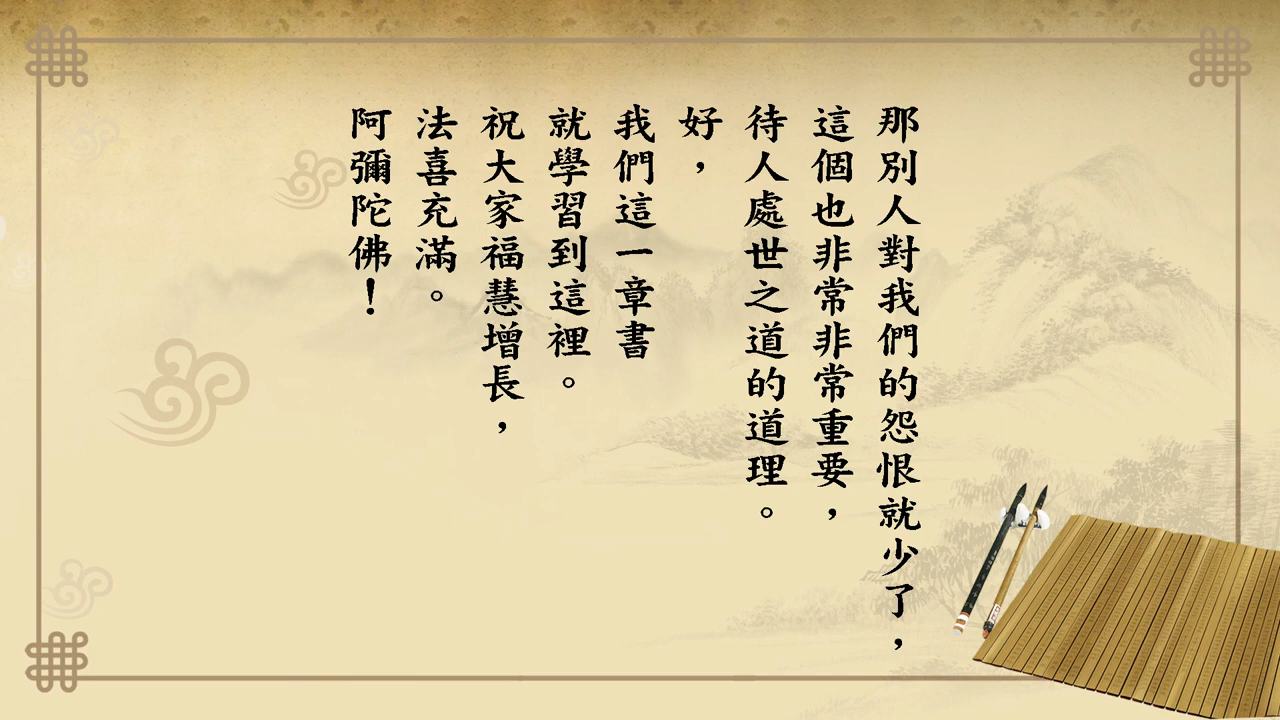 那別人對我們的怨恨就少了，
這個也非常非常重要，
待人處世之道的道理。
好，
我們這一章書
就學習到這裡。
祝大家福慧增長，
法喜充滿。
阿彌陀佛！